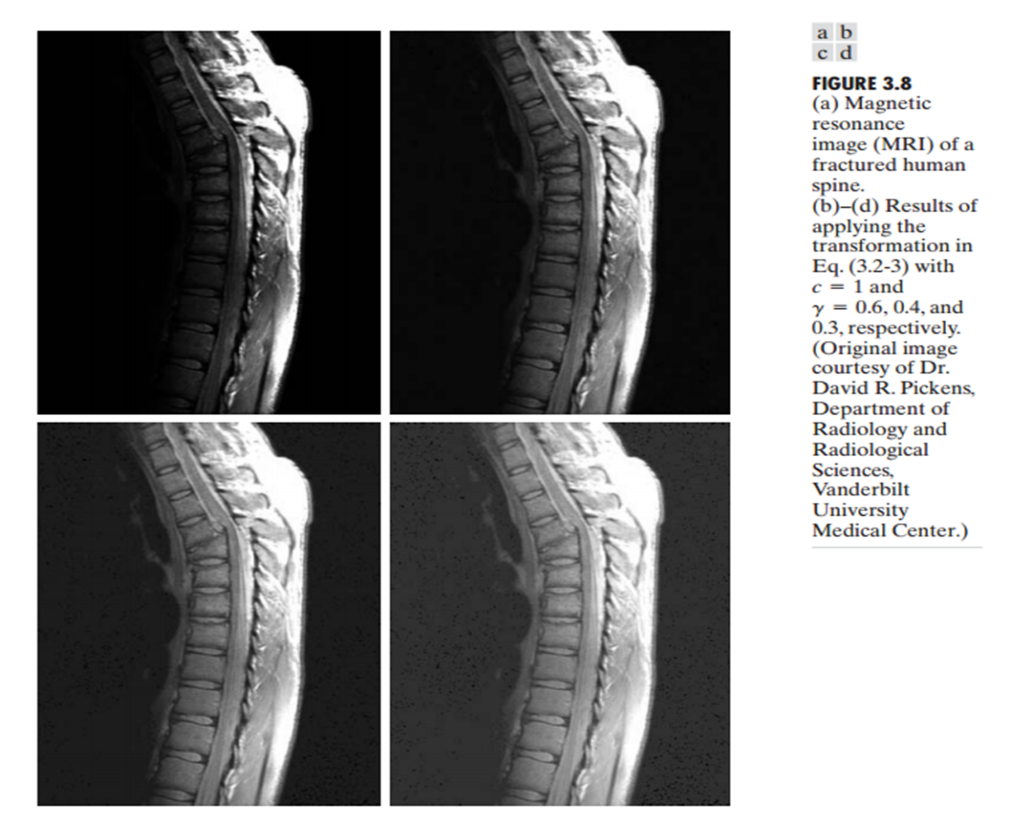 a b
c d
FIGURE 3.8
(a) Magnetic
resonance
image (MRI) of a
fractured human
spine.
(b)–(d) Results of
applying the
transformation in
Eq. (3.2-3) with
c = 1 and
γ = 0.6, 0.4, and
0.3, respectively.
(Original image
courtesy of Dr.
David R. Pickens,
Department of
Radiology and
Radiological
Sciences,
Vanderbilt
University
Medical Center.)